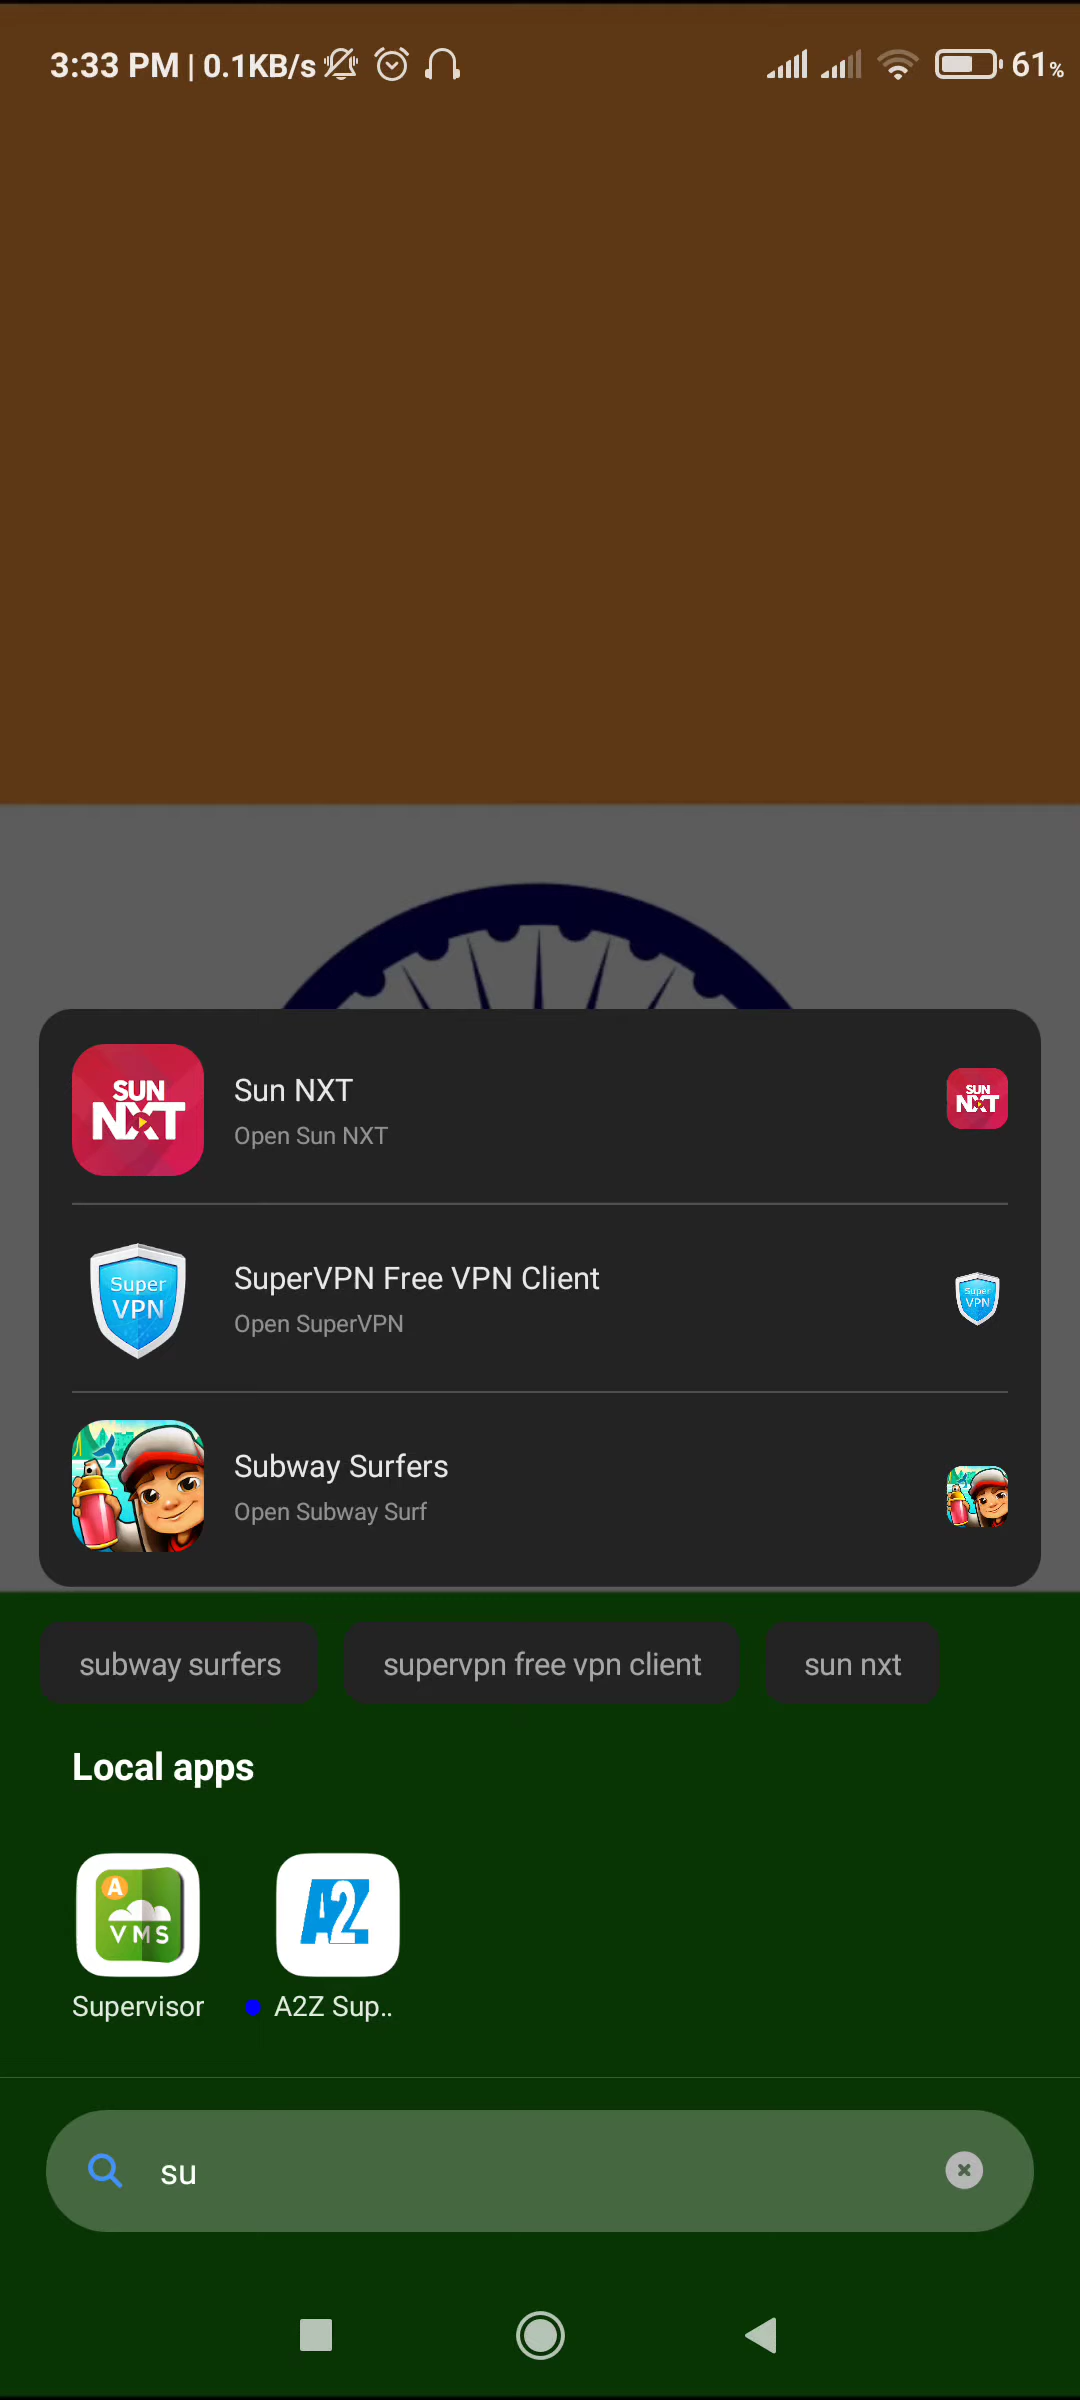 3:33 PM | 0.1KB/s 61%
SUN
NXT
Sun NXT
Open Sun NXT
SUN
NXT
Super
VPN
SuperVPN Free VPN Client
Open SuperVPN
Super
VPN
Subway Surfers
Open Subway Surf
subway surfers supervpn free vpn client sun nxt
Local apps
A
VMS
A2Z
Supervisor A2Z Sup..
su